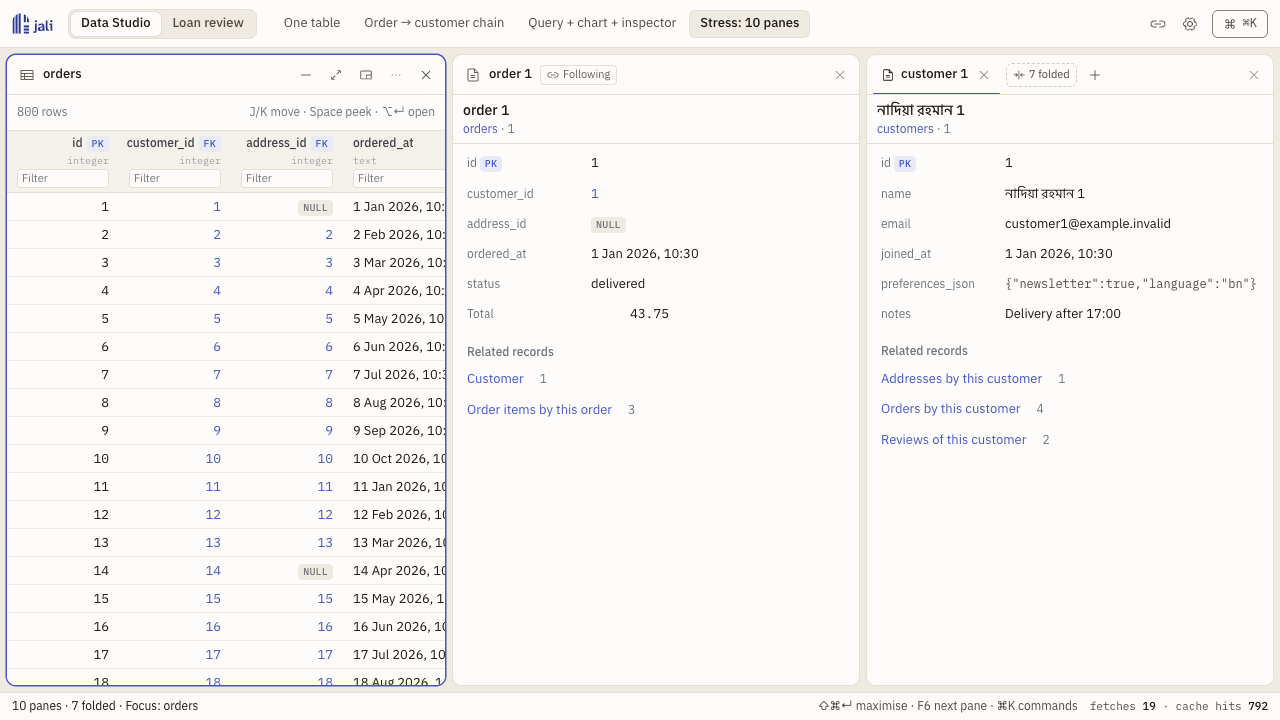 jali Data Studio Loan review One table Order → customer chain Query + chart + inspector Stress: 10 panes ⌘ ⌘K
orders
800 rows J/K move · Space peek · ⌥↵ open
id PK customer_id FK address_id FK ordered_at
integer integer integer text
Filter Filter Filter Filter
1 1 NULL 1 Jan 2026, 10:
2 2 2 2 Feb 2026, 10:
3 3 3 3 Mar 2026, 10:
4 4 4 4 Apr 2026, 10:
5 5 5 5 May 2026, 10
6 6 6 6 Jun 2026, 10:
7 7 7 7 Jul 2026, 10:3
8 8 8 8 Aug 2026, 10:
9 9 9 9 Sep 2026, 10:
10 10 10 10 Oct 2026, 10
11 11 11 11 Jan 2026, 10:
12 12 12 12 Feb 2026, 10
13 13 13 13 Mar 2026, 10
14 14 NULL 14 Apr 2026, 10
15 15 15 15 May 2026, 1
16 16 16 16 Jun 2026, 10
17 17 17 17 Jul 2026, 10
18 18 18 18 Aug 2026, 1
order 1 Following
order 1
orders · 1
id PK 1
customer_id 1
address_id NULL
ordered_at 1 Jan 2026, 10:30
status delivered
Total 43.75
Related records
Customer 1
Order items by this order 3
customer 1 7 folded
নাদিয়া রহমান 1
customers · 1
id PK 1
name নাদিয়া রহমান 1
email customer1@example.invalid
joined_at 1 Jan 2026, 10:30
preferences_json {"newsletter":true,"language":"bn"}
notes Delivery after 17:00
Related records
Addresses by this customer 1
Orders by this customer 4
Reviews of this customer 2
10 panes · 7 folded · Focus: orders ⇧⌘↵ maximise · F6 next pane · ⌘K commands fetches 19 · cache hits 792